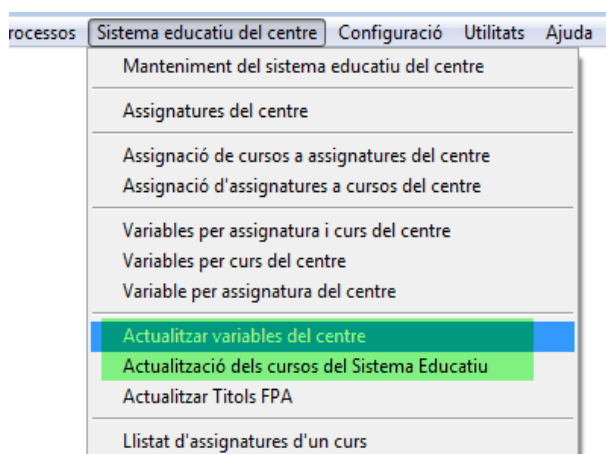 rocessos Sistema educatiu del centre Configuració Utilitats Ajuda
Manteniment del sistema educatiu del centre
Assignatures del centre
Assignació de cursos a assignatures del centre
Assignació d'assignatures a cursos del centre
Variables per assignatura i curs del centre
Variables per curs del centre
Variable per assignatura del centre
Actualitzar variables del centre
Actualització dels cursos del Sistema Educatiu
Actualitzar Titols FPA
Llistat d'assignatures d'un curs